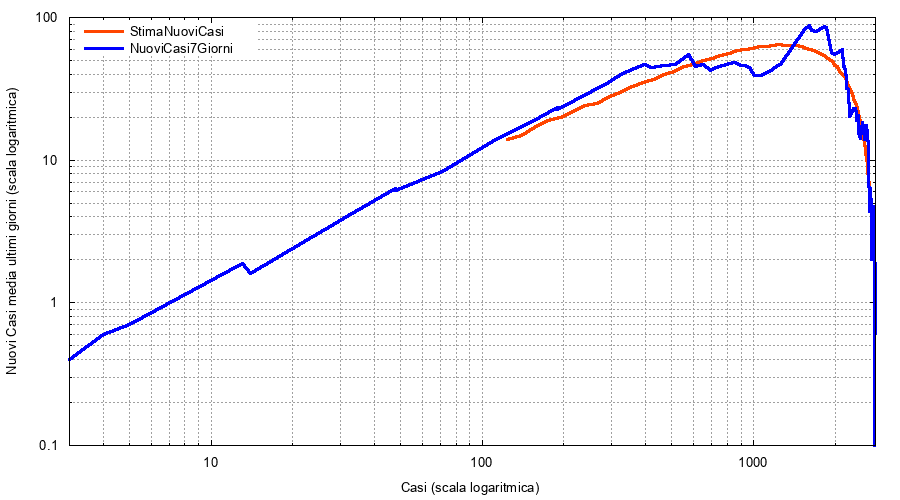 100
StimaNuoviCasi
NuoviCasi7Giorni
Nuovi Casi media ultimi giorni (scala logaritmica)
10
1
0.1
10
100
1000
Casi (scala logaritmica)